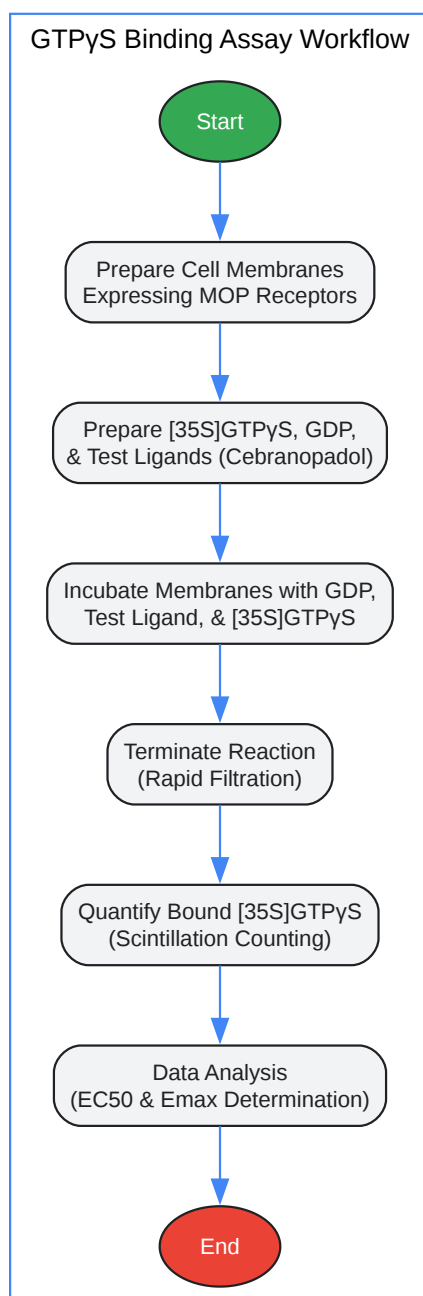 GTPγS Binding Assay Workflow
Start
Prepare Cell Membranes
Expressing MOP Receptors
Prepare [35S]GTPγS, GDP,
& Test Ligands (Cebranopadol)
Incubate Membranes with GDP,
Test Ligand, & [35S]GTPγS
Terminate Reaction
(Rapid Filtration)
Quantify Bound [35S]GTPγS
(Scintillation Counting)
Data Analysis
(EC50 & Emax Determination)
End